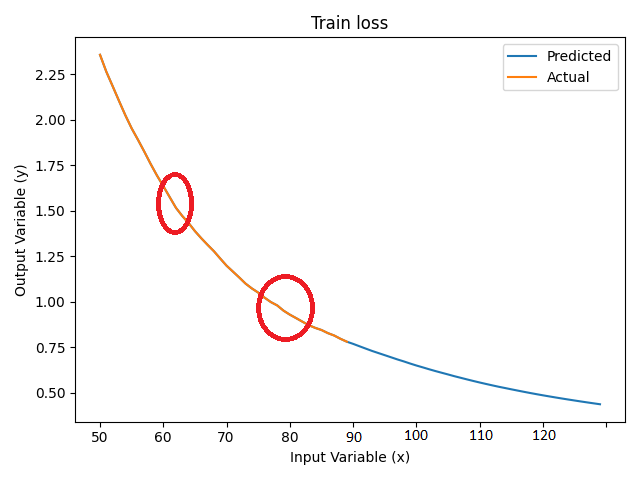 Train loss
Predicted
Actual
2.25
2.00
1.75
1.50
1.25
1.00
0.75
0.50
Output Variable (y)
50 60 70 80 90 100 110 120
Input Variable (x)